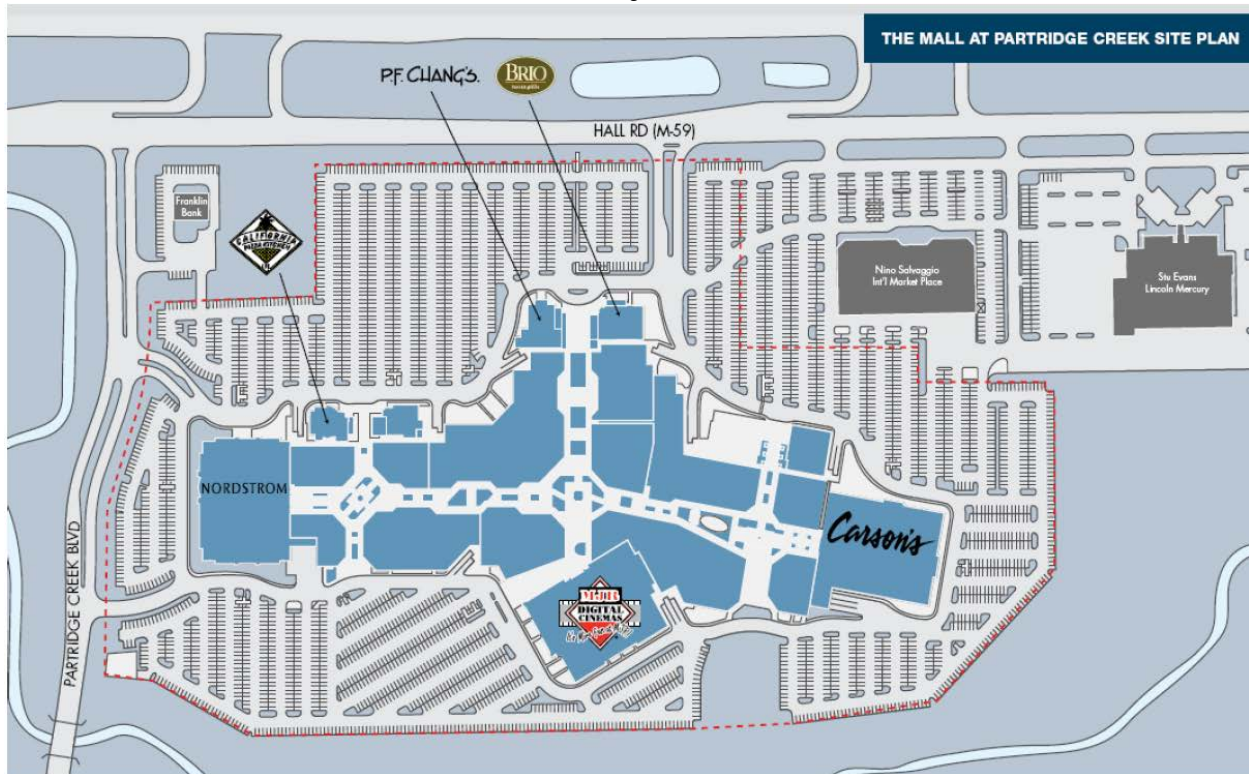 THE MALL AT PARTRIDGE CREEK SITE PLAN
P.F. CHANG'S.
BRIO
HALL RD (M-59)
Franklin
Bank
CALIFORNIA
PIZZA KITCHEN
Nino Salvaggio
Int'l Market Place
Stu Evans
Lincoln Mercury
NORDSTROM
Carson's
PARTRIDGE CREEK BLVD
MJR
DIGITAL
CINEMAS